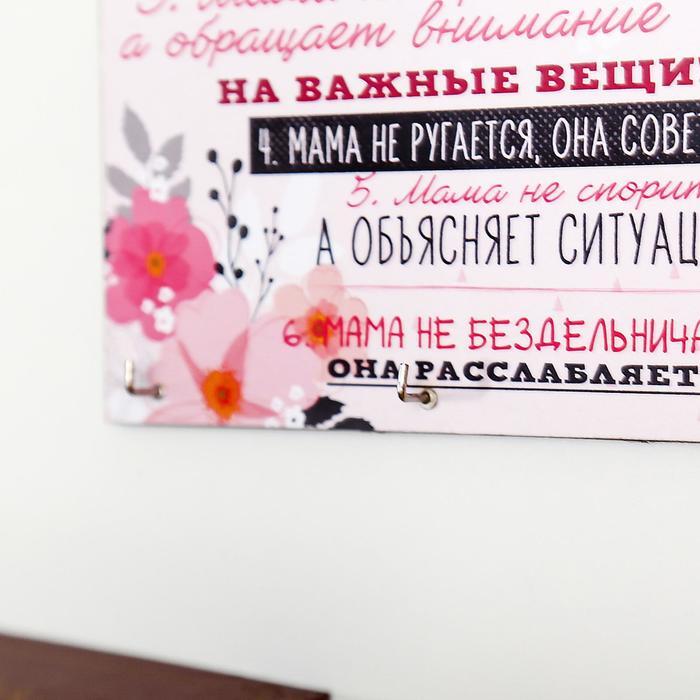 а обращает внимание
НА ВАЖНЫЕ ВЕЩИ
4. МАМА НЕ РУГАЕТСЯ, ОНА СОВЕ
5. Мама не спорит
А ОБЪЯСНЯЕТ СИТУАЦ
6. МАМА НЕ БЕЗДЕЛЬНИЧА
ОНА РАССЛАБЛЯЕТ